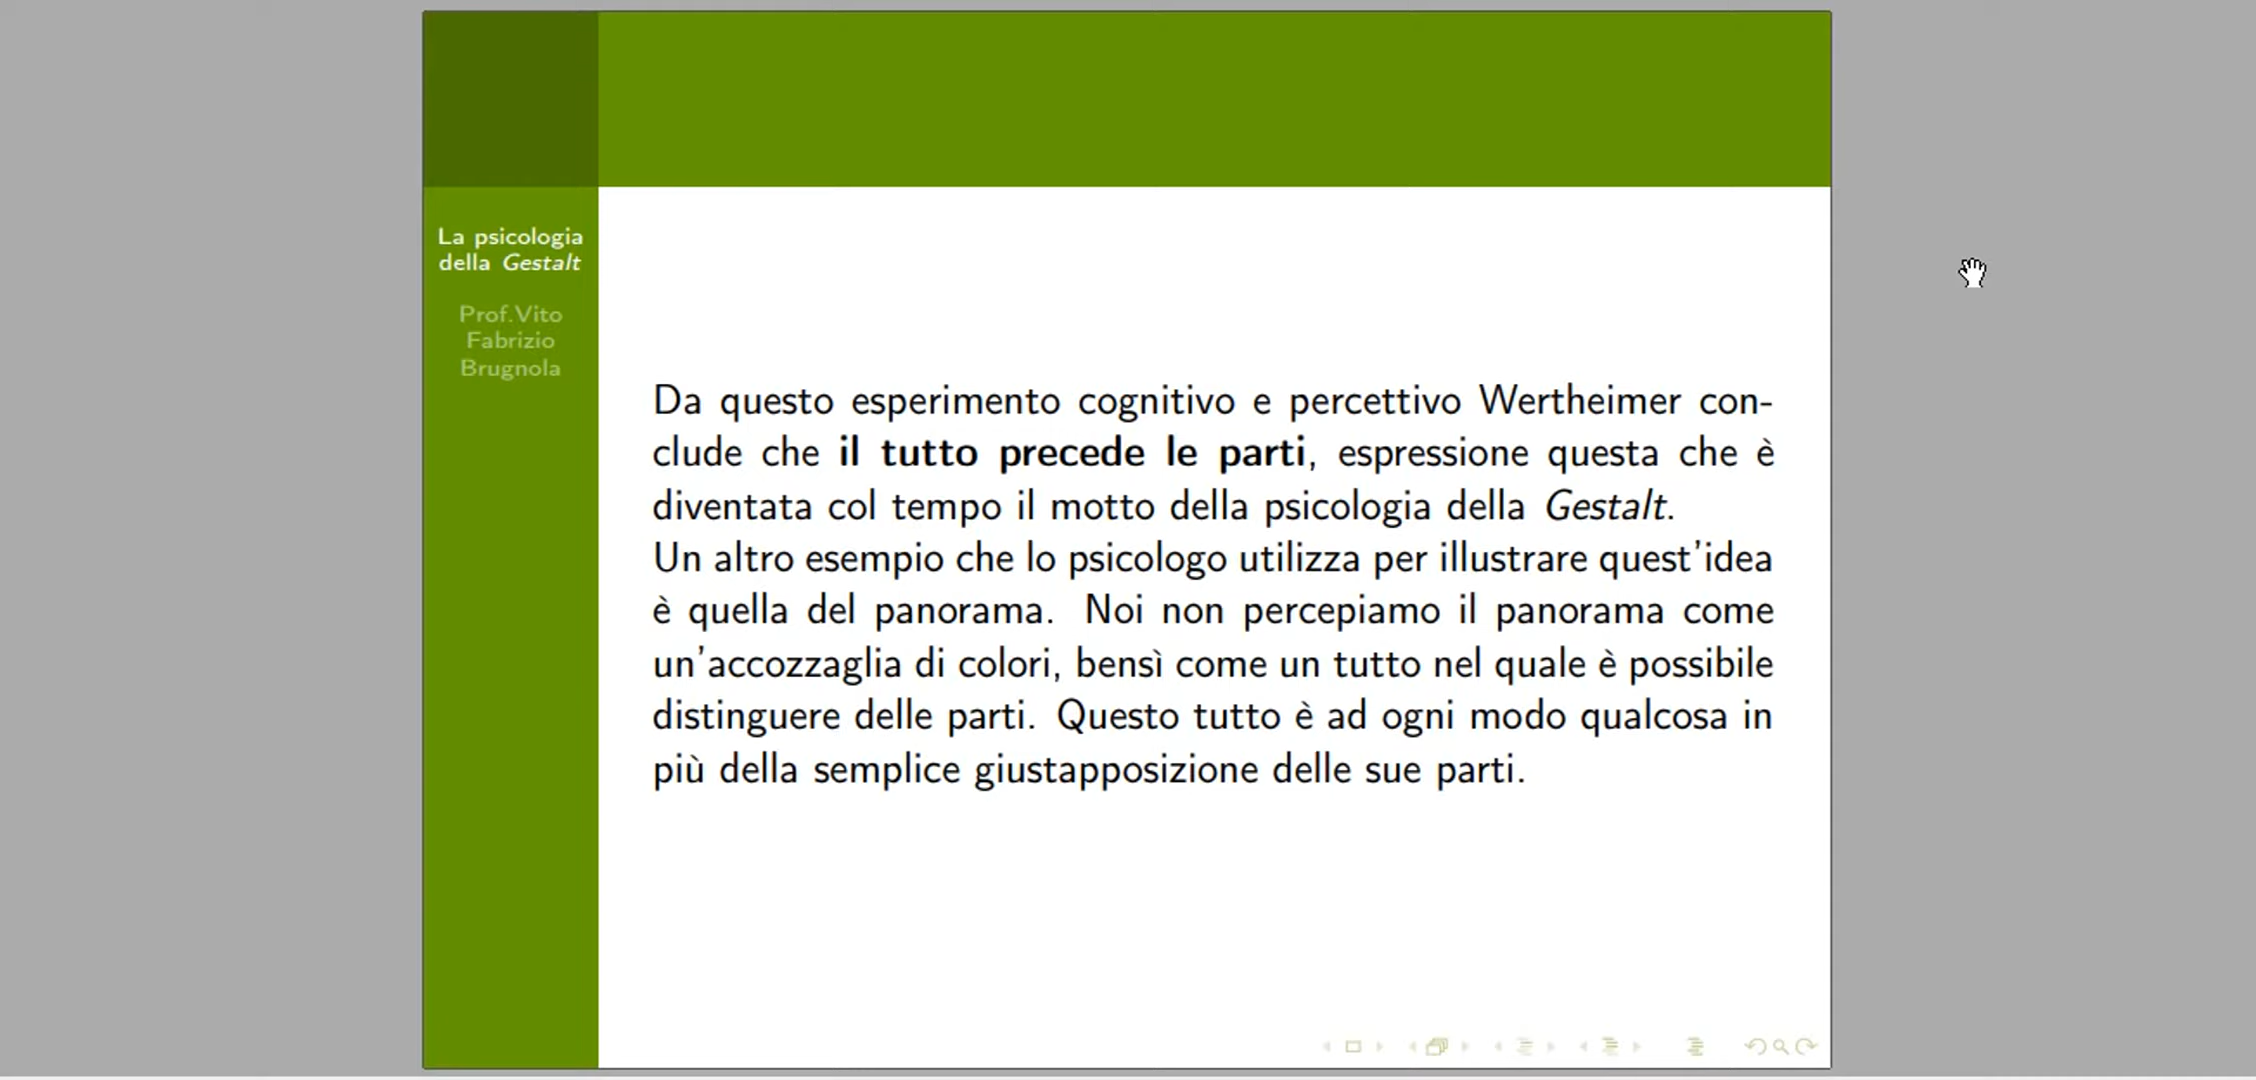 La psicologia
della Gestalt
Prof.Vito
Fabrizio
Brugnola
Da questo esperimento cognitivo e percettivo Wertheimer con-
clude che il tutto precede le parti, espressione questa che è
diventata col tempo il motto della psicologia della Gestalt.
Un altro esempio che lo psicologo utilizza per illustrare quest'idea
è quella del panorama. Noi non percepiamo il panorama come
un'accozzaglia di colori, bensì come un tutto nel quale è possibile
distinguere delle parti. Questo tutto è ad ogni modo qualcosa in
più della semplice giustapposizione delle sue parti.